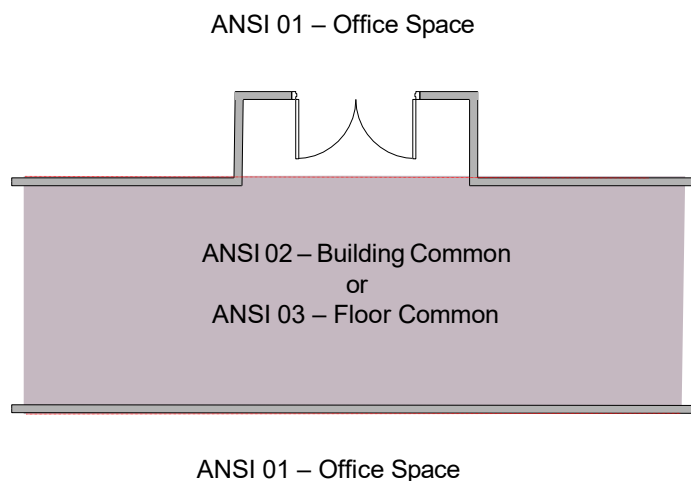 ANSI 01 – Office Space
ANSI 02 – Building Common
or
ANSI 03 – Floor Common
ANSI 01 – Office Space